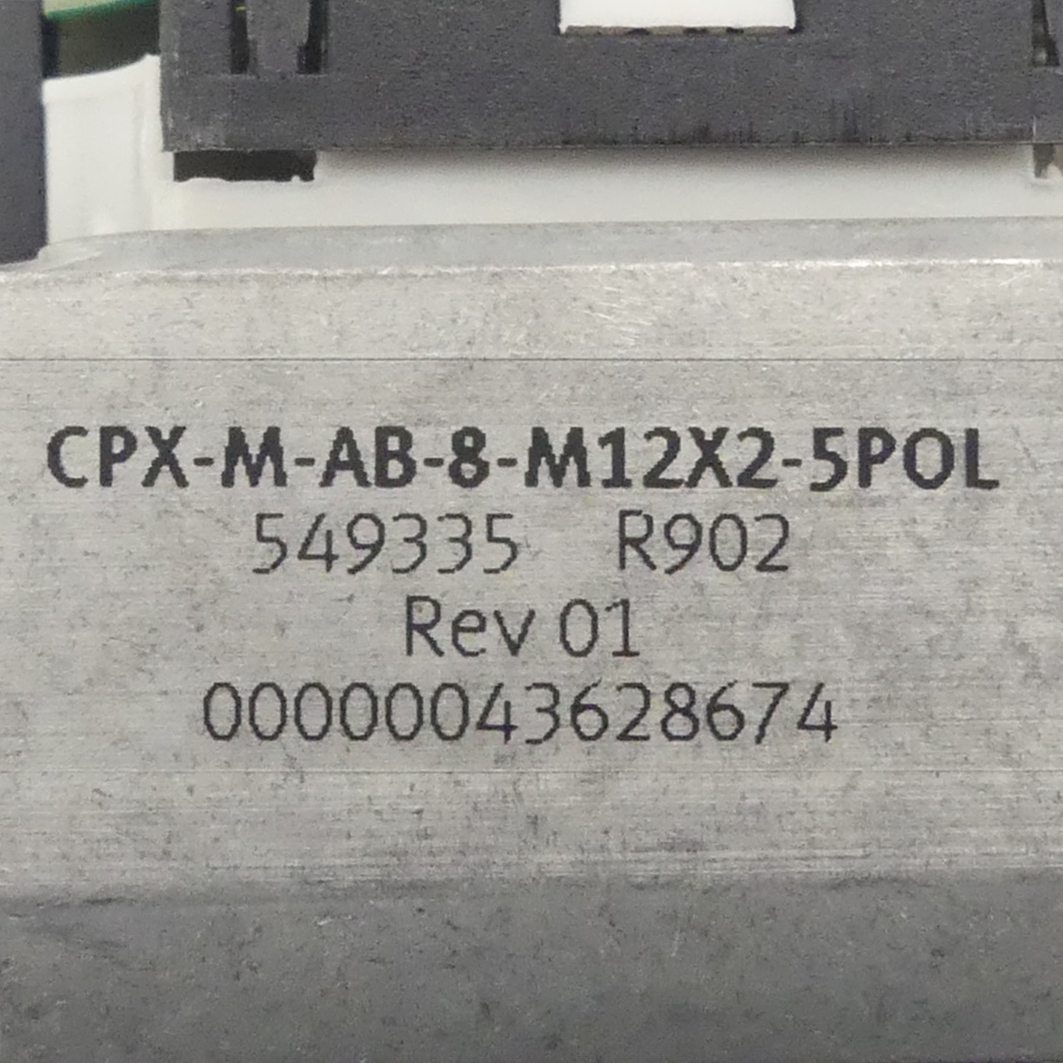 CPX-M-AB-8-M12X2-5POL
549335 R902
Rev 01
00000043628674